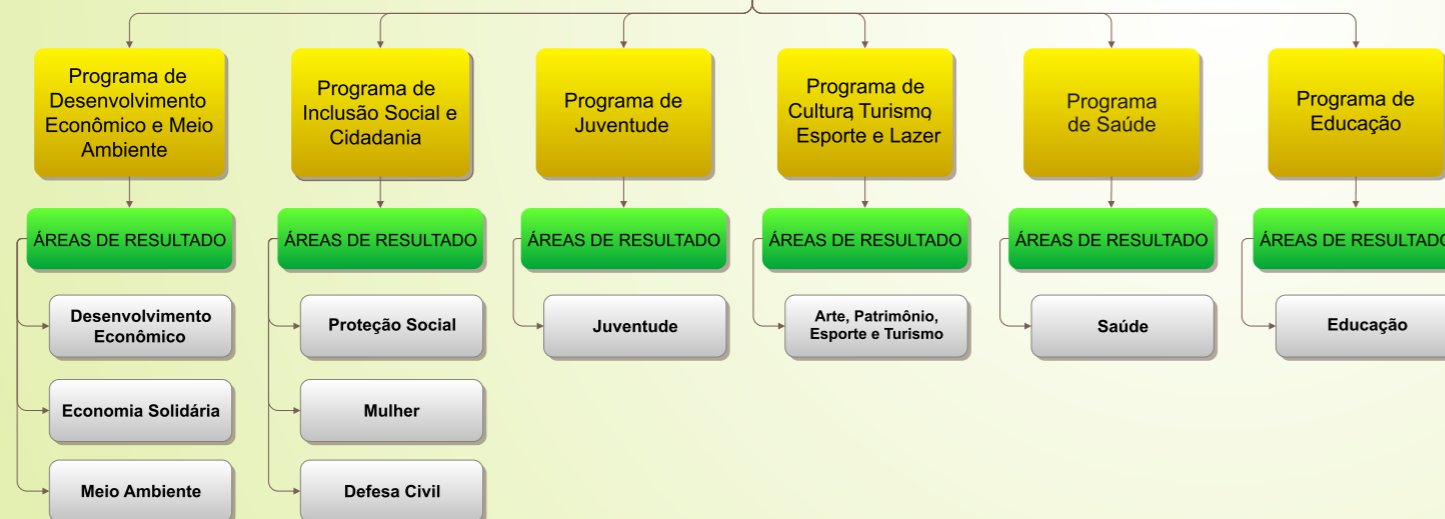 Programa de
Desenvolvimento
Econômico e Meio
Ambiente
Programa de
Inclusão Social e
Cidadania
Programa de
Juventude
Programa de
Cultura, Turismo,
Esporte e Lazer
Programa
de Saúde
Programa de
Educação
ÁREAS DE RESULTADO
ÁREAS DE RESULTADO
ÁREAS DE RESULTADO
ÁREAS DE RESULTADO
ÁREAS DE RESULTADO
ÁREAS DE RESULTADO
Desenvolvimento
Econômico
Proteção Social
Juventude
Arte, Patrimônio,
Esporte e Turismo
Saúde
Educação
Economia Solidária
Mulher
Meio Ambiente
Defesa Civil